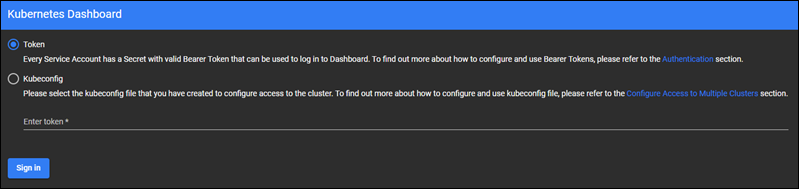 Kubernetes Dashboard
Token
Every Service Account has a Secret with valid Bearer Token that can be used to log in to Dashboard. To find out more about how to configure and use Bearer Tokens, please refer to the Authentication section.
Kubeconfig
Please select the kubeconfig file that you have created to configure access to the cluster. To find out more about how to configure and use kubeconfig file, please refer to the Configure Access to Multiple Clusters section.
Enter token *
Sign in